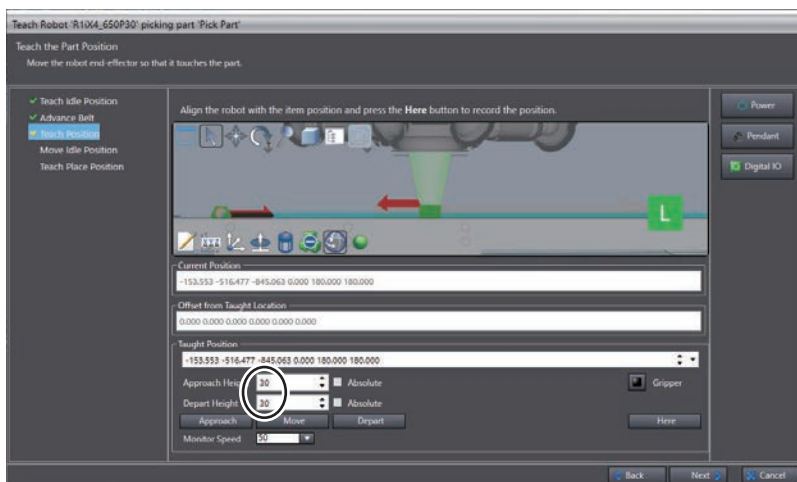 Teach Robot 'R1iX4_650P30' picking part 'Pick Part'
Teach the Part Position
Move the robot end-effector so that it touches the part.
Teach Idle Position
Advance Belt
Teach Position
Move Idle Position
Teach Place Position
Align the robot with the item position and press the Here button to record the position.
L
Current Position
-153.553 -516.477 -845.063 0.000 180.000 180.000
Offset from Taught Location
0.000 0.000 0.000 0.000 0.000 0.000
Taught Position
-153.553 -516.477 -845.063 0.000 180.000 180.000
Approach Height 30 Absolute
Gripper
Depart Height 30 Absolute
Approach Move Depart Here
Monitor Speed 50
Power
Pendant
Digital IO
Back Next Cancel